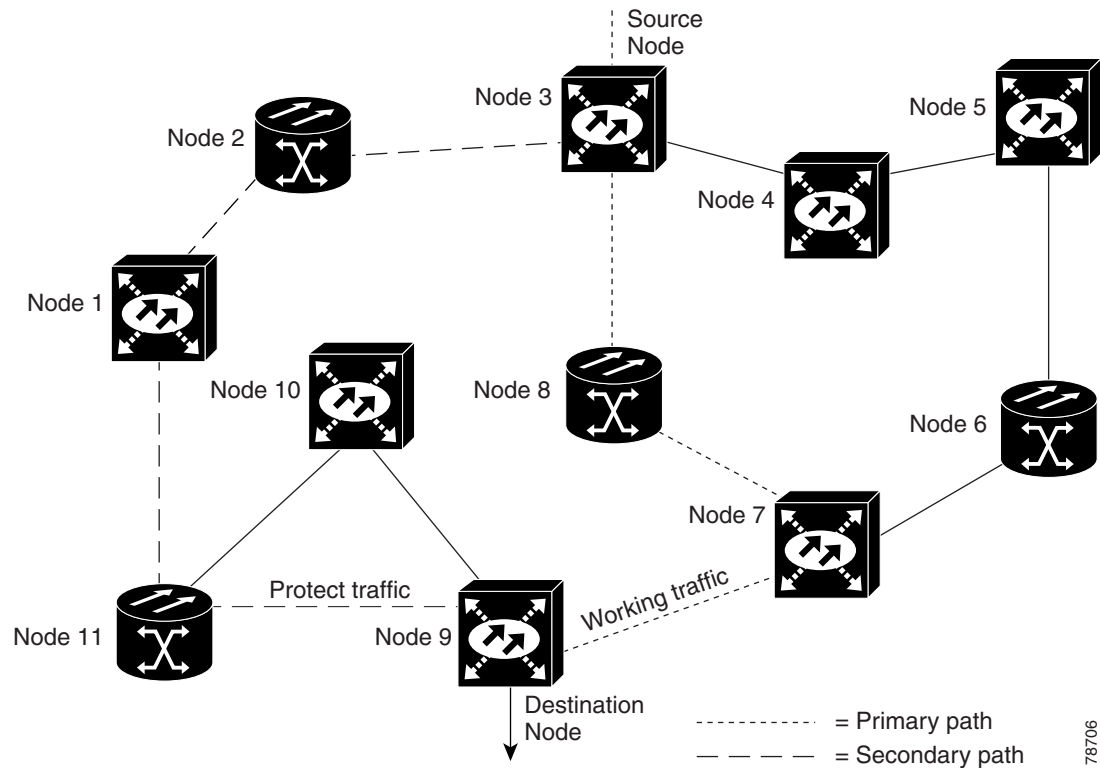 Source
Node
Node 3
Node 5
Node 2
Node 4
Node 1
Node 10
Node 8
Node 6
Node 7
Protect traffic
Working traffic
Node 11
Node 9
Destination
Node
= Primary path
= Secondary path
78706